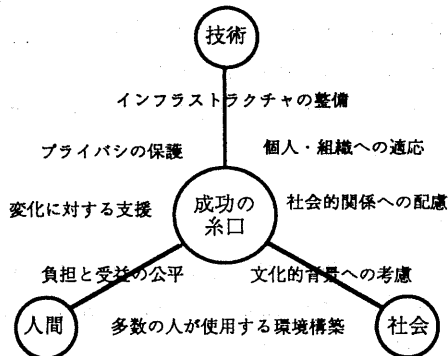 技術
インフラストラクチャの整備
プライバシの保護
個人・組織への適応
変化に対する支援
成功の
糸口
社会的関係への配慮
負担と受益の公平
文化的背景への考慮
人間
多数の人が使用する環境構築
社会